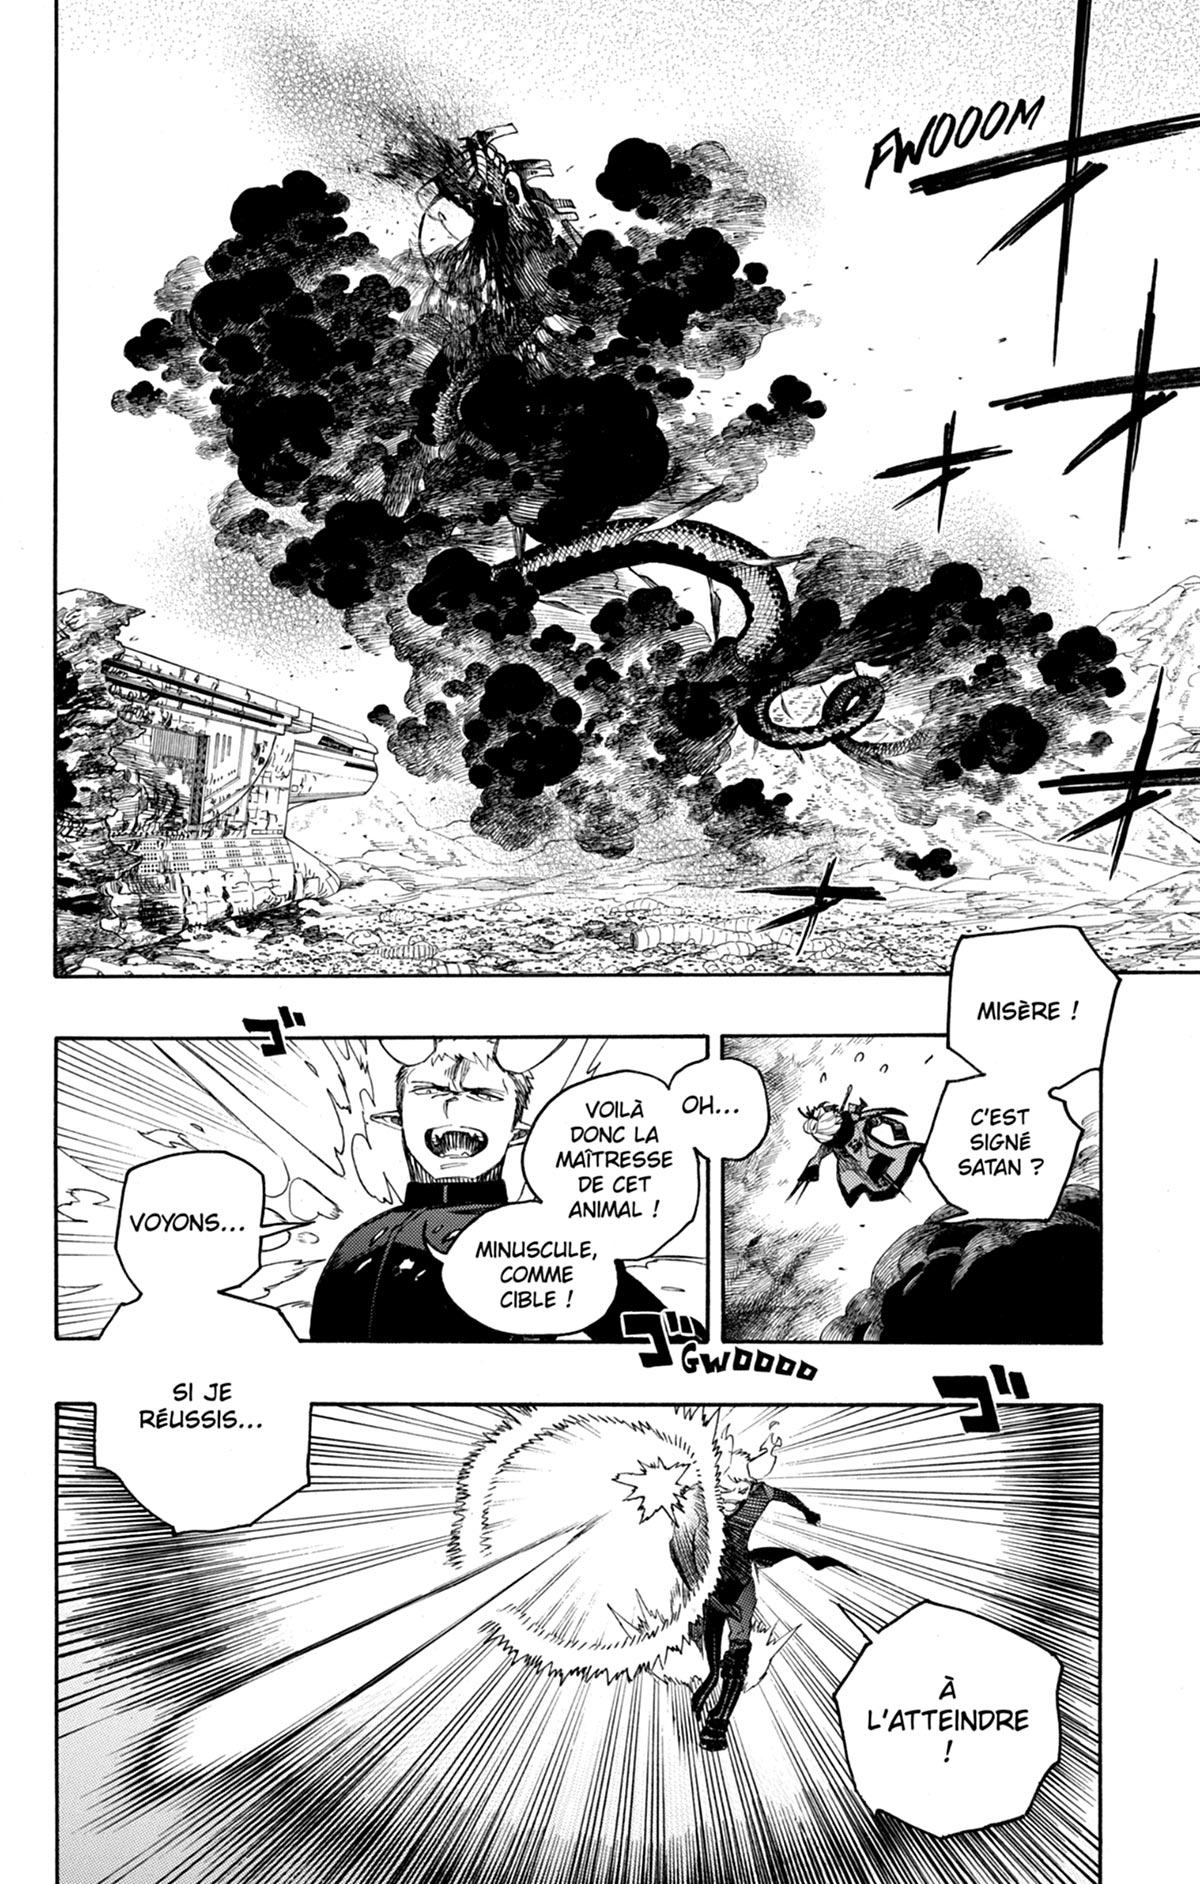 FWOOOM
MISÈRE !
C'EST
SIGNÉ
SATAN ?
OH...
VOILÀ
DONC LA
MAÎTRESSE
DE CET
ANIMAL !
MINUSCULE,
COMME
CIBLE !
ゴ
VOYONS...
ゴ
GWOOOO
ゴ
SI JE
RÉUSSIS...
À
L'ATTEINDRE
!